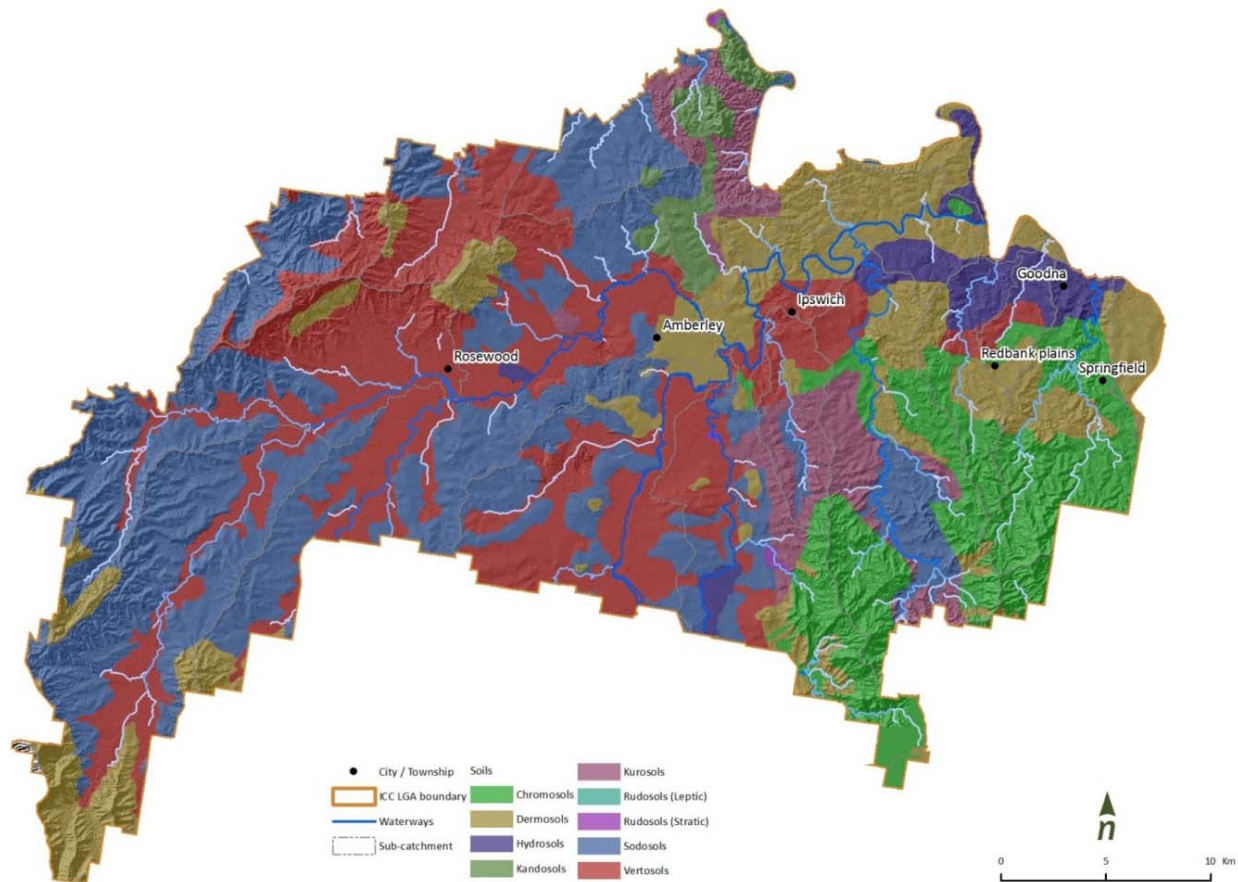 Goodna
Ipswich
Amberley
Redbank plains
Rosewood
Springfield
City / Township
ICC LGA boundary
Waterways
Sub-catchment
Soils
Chromosols
Dermosols
Hydrosols
Kandosols
Kurosols
Rudosols (Leptic)
Rudosols (Stratic)
Sodosols
Vertosols
n
0 5 10 Km